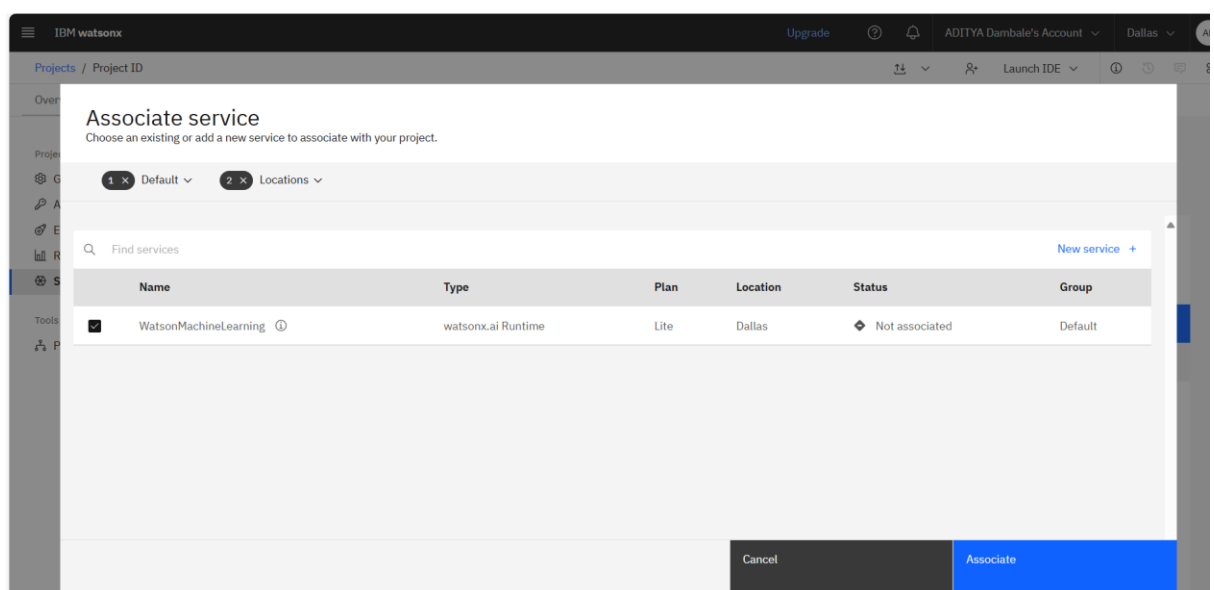 IBM watsonx Upgrade ADITYA Dambale's Account Dallas
Projects / Project ID Launch IDE
Associate service
Choose an existing or add a new service to associate with your project.
1 × Default 2 × Locations
Find services New service +
Name Type Plan Location Status Group
WatsonMachineLearning watsonx.ai Runtime Lite Dallas Not associated Default
Tools
Cancel Associate